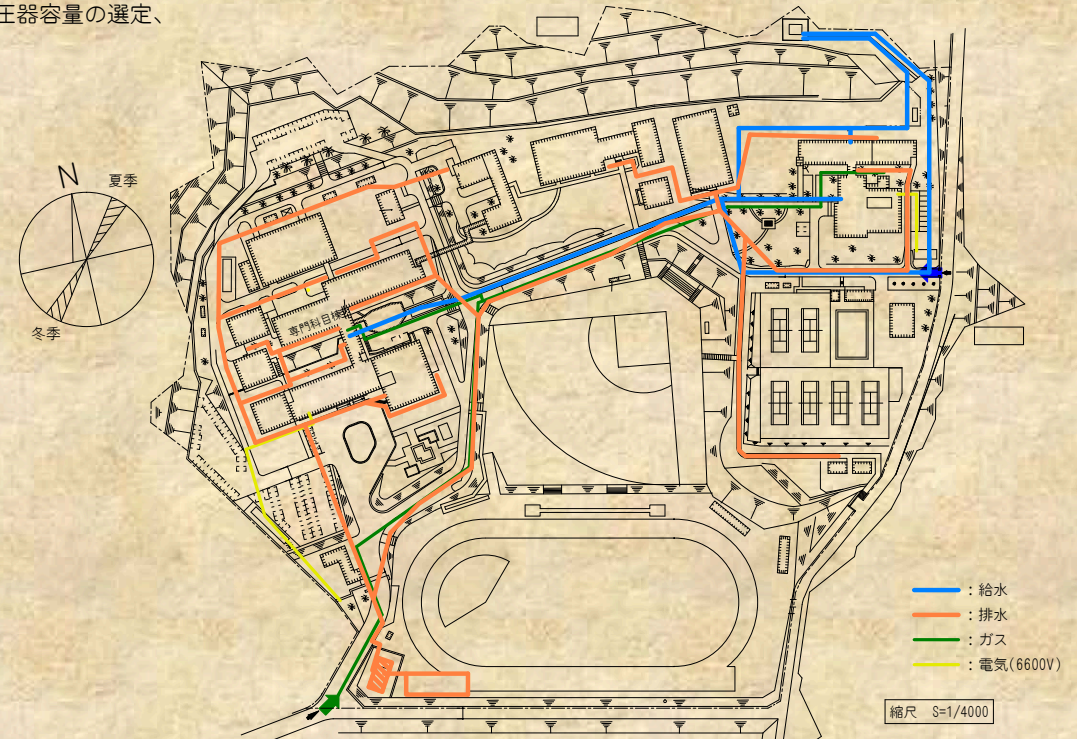 圧器容量の選定、
N
夏季
冬季
専門科目棟
：給水
：排水
：ガス
：電気(6600V)
縮尺 S=1/4000